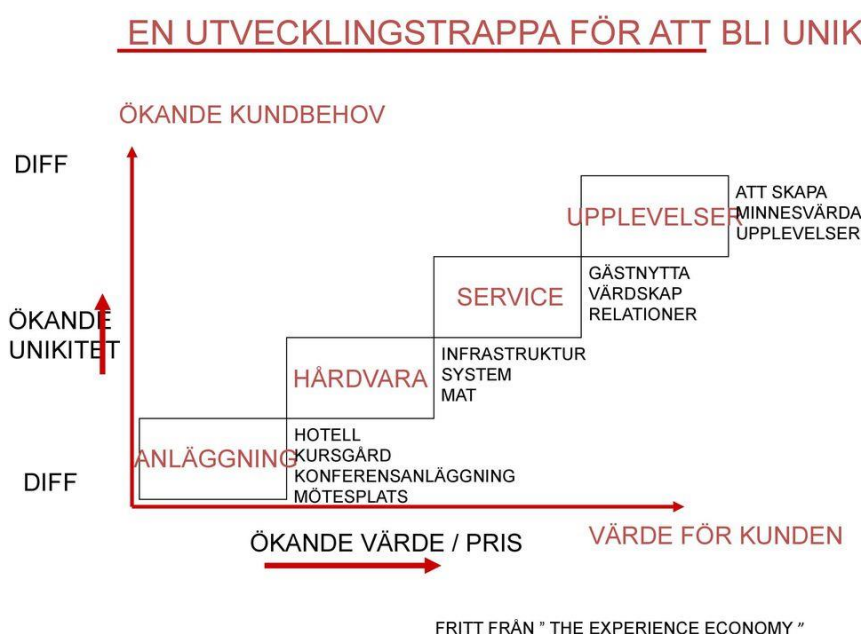 EN UTVECKLINGSTRAPPA FÖR ATT BLI UNIK
ÖKANDE KUNDBEHOV
DIFF
UPPLEVELSER
ATT SKAPA
MINNESVÄRDA
UPPLEVELSER
SERVICE
GÄSTNYTTA
VÄRDSKAP
RELATIONER
ÖKANDE
UNIKITET
HÅRDVARA
INFRASTRUKTUR
SYSTEM
MAT
ANLÄGGNING
HOTELL
KURSGÅRD
KONFERENSANLÄGGNING
MÖTESPLATS
DIFF
ÖKANDE VÄRDE / PRIS
VÄRDE FÖR KUNDEN
FRITT FRÅN ” THE EXPERIENCE ECONOMY ”